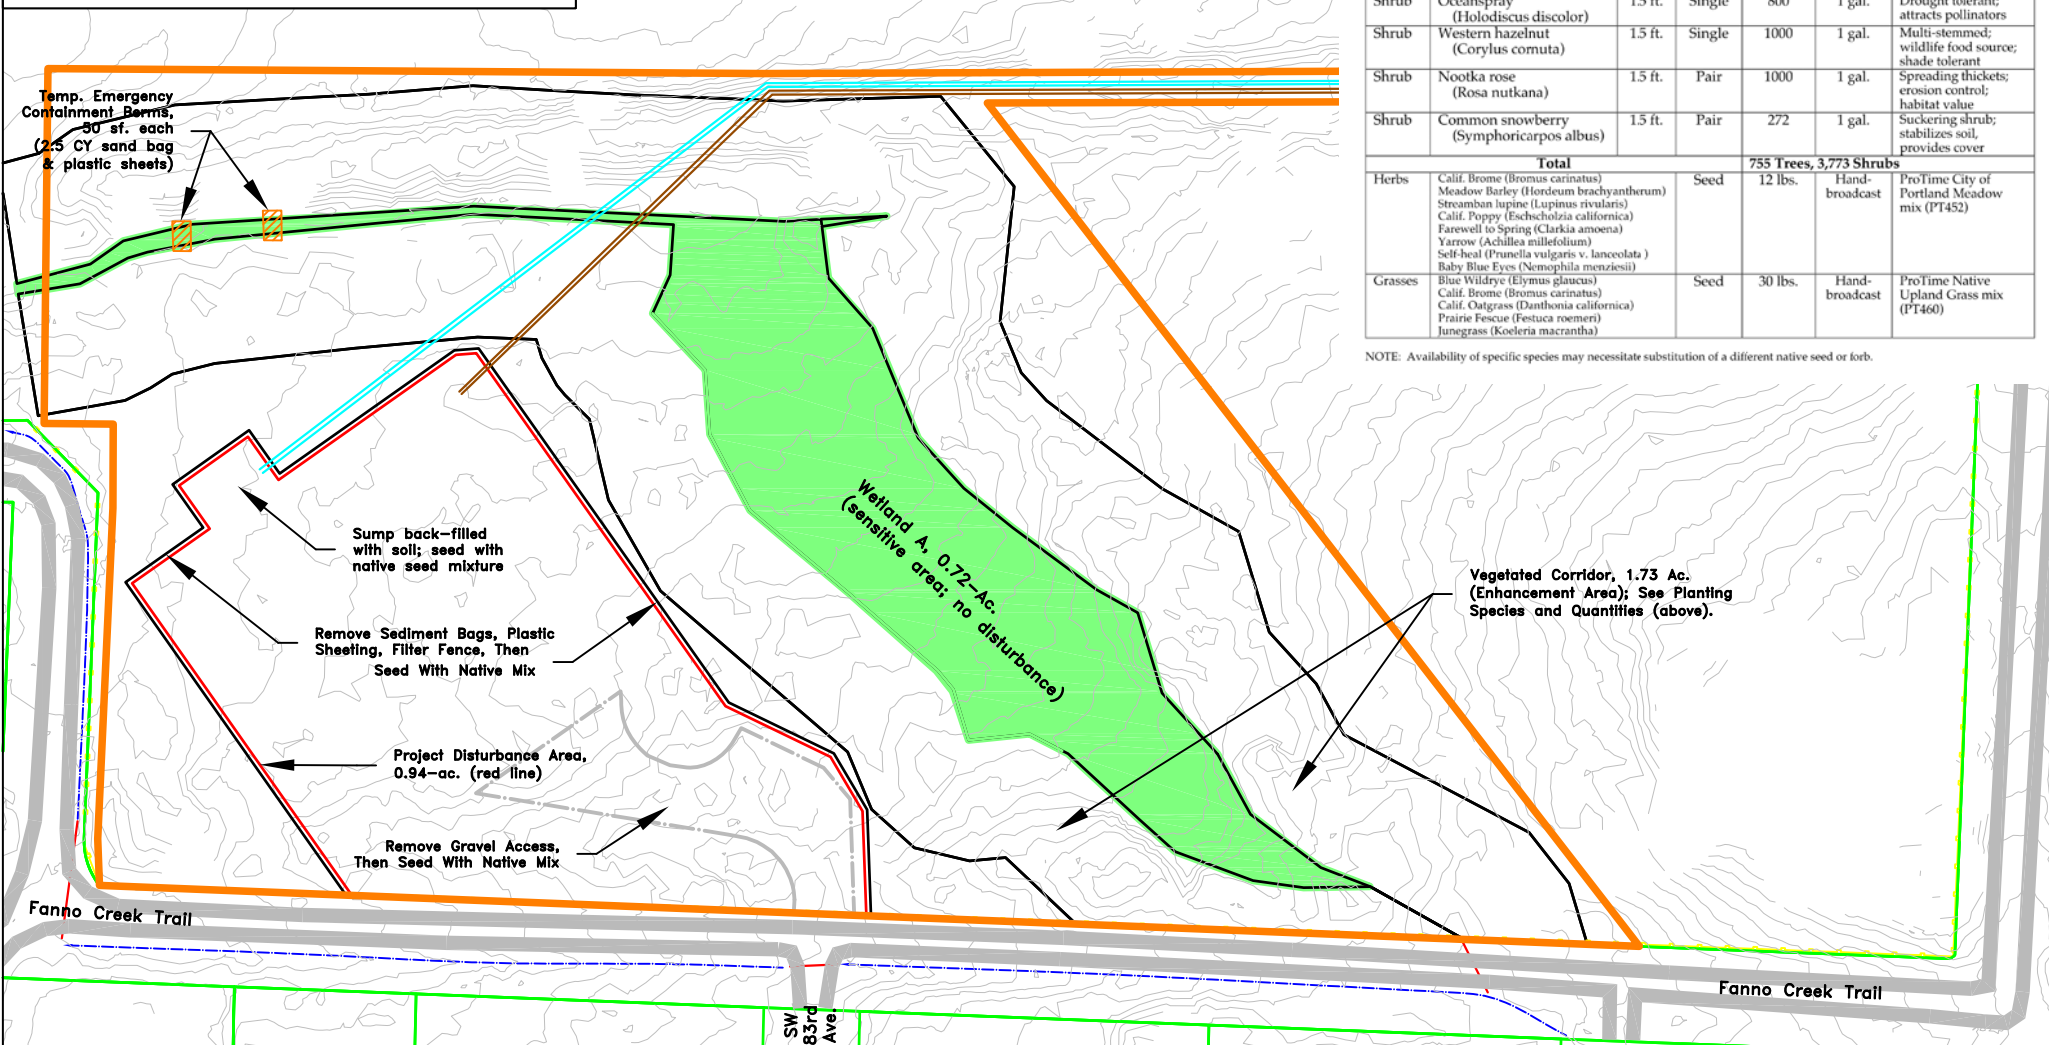 Shrub Oceanspray 1.5 ft. Single 800 1 gal. Drought tolerant;
(Holodiscus discolor) attracts pollinators
Shrub Western hazelnut 1.5 ft. Single 1000 1 gal. Multi-stemmed;
(Corylus cornuta) wildlife food source;
shade tolerant
Shrub Nootka rose 1.5 ft. Pair 1000 1 gal. Spreading thickets;
(Rosa nutkana) erosion control;
habitat value
Shrub Common snowberry 1.5 ft. Pair 272 1 gal. Suckering shrub;
(Symphoricarpos albus) stabilizes soil,
provides cover
Total 755 Trees, 3,773 Shrubs
Herbs Calif. Brome (Bromus carinatus) Seed 12 lbs. Hand- ProTime City of
Meadow Barley (Hordeum brachyantherum) broadcast Portland Meadow
Streamban lupine (Lupinus rivularis) mix (PT452)
Calif. Poppy (Eschscholzia californica)
Farewell to Spring (Clarkia amoena)
Yarrow (Achillea millefolium)
Self-heal (Prunella vulgaris v. lanceolata )
Baby Blue Eyes (Nemophila menziesii)
Grasses Blue Wildrye (Elymus glaucus) Seed 30 lbs. Hand- ProTime Native
Calif. Brome (Bromus carinatus) broadcast Upland Grass mix
Calif. Oatgrass (Danthonia californica) (PT460)
Prairie Fescue (Festuca roemeri)
Junegrass (Koeleria macrantha)
NOTE: Availability of specific species may necessitate substitution of a different native seed or forb.
Temp. Emergency
Containment Berms,
50 sf. each
(2.5 CY sand bag
& plastic sheets)
Wetland A, 0.72-Ac.
(sensitive area; no disturbance)
Sump back-filled
with soil; seed with
native seed mixture
Vegetated Corridor, 1.73 Ac.
(Enhancement Area); See Planting
Species and Quantities (above).
Remove Sediment Bags, Plastic
Sheeting, Filter Fence, Then
Seed With Native Mix
Project Disturbance Area,
0.94-ac. (red line)
Remove Gravel Access,
Then Seed With Native Mix
Fanno Creek Trail
Fanno Creek Trail
SW
83rd
Ave.